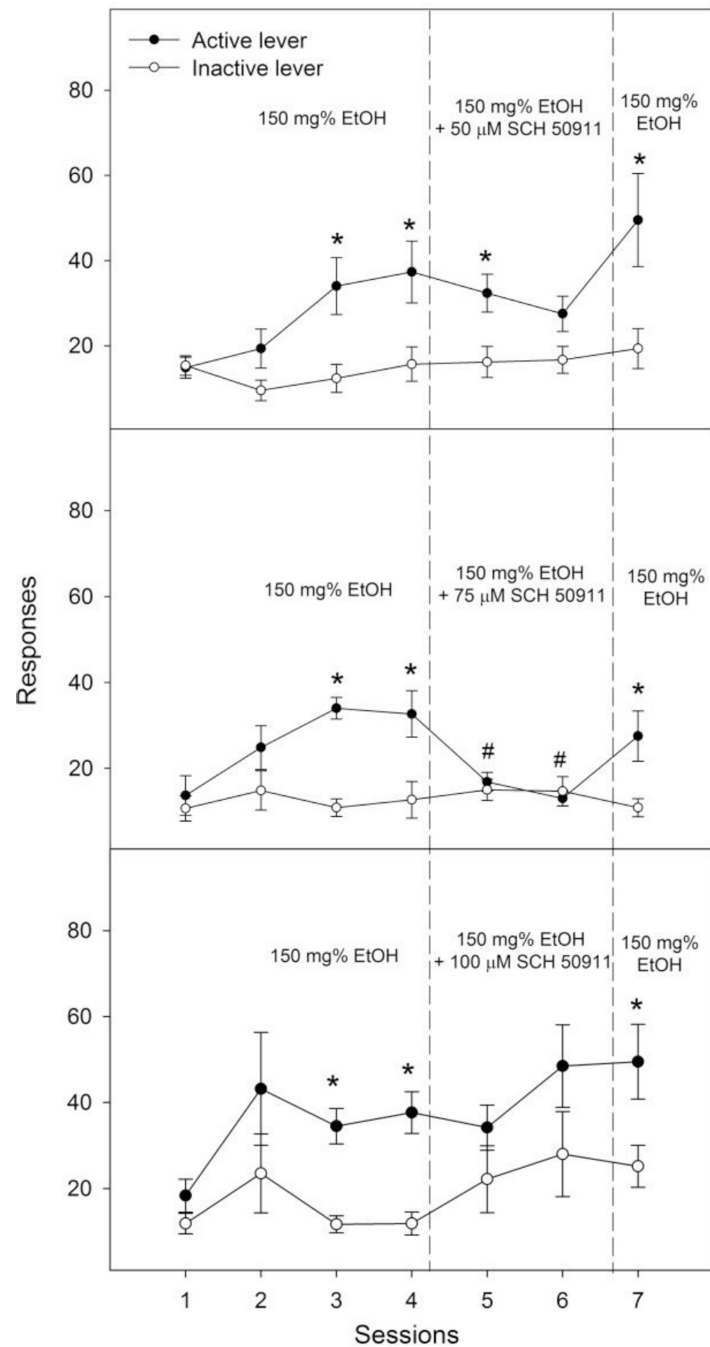 Active lever
Inactive lever
80
60
40
20
150 mg% EtOH
150 mg% EtOH
+ 50 μM SCH 50911
150 mg%
EtOH
*
*
*
*
Responses
80
60
40
20
150 mg% EtOH
150 mg% EtOH
+ 75 μM SCH 50911
150 mg%
EtOH
*
*
#
#
*
80
60
40
20
150 mg% EtOH
150 mg% EtOH
+ 100 μM SCH 50911
150 mg%
EtOH
*
*
*
1 2 3 4 5 6 7
Sessions